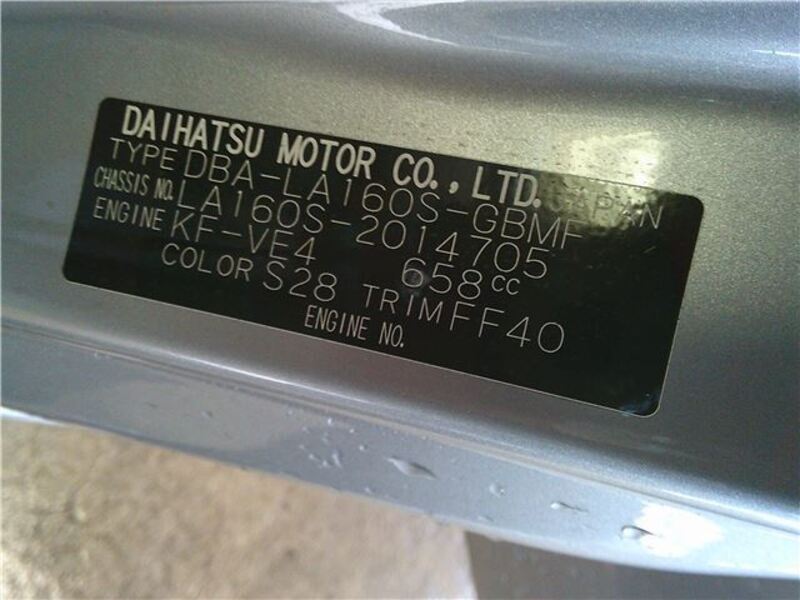 DAIHATSU MOTOR CO., LTD. JAPAN
TYPE DBA-LA160S-GBMF
CHASSIS NO. LA160S-2014705
ENGINE KF-VE4 658cc
COLOR S28 TRIM FF40
ENGINE NO.